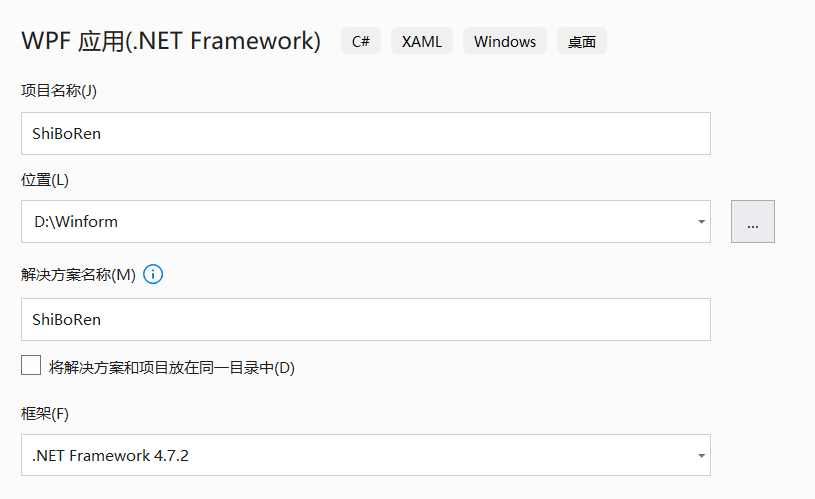 WPF 应用(.NET Framework) C# XAML Windows 桌面
项目名称(J)
ShiBoRen
位置(L)
D:\Winform
...
解决方案名称(M)
ShiBoRen
将解决方案和项目放在同一目录中(D)
框架(F)
.NET Framework 4.7.2